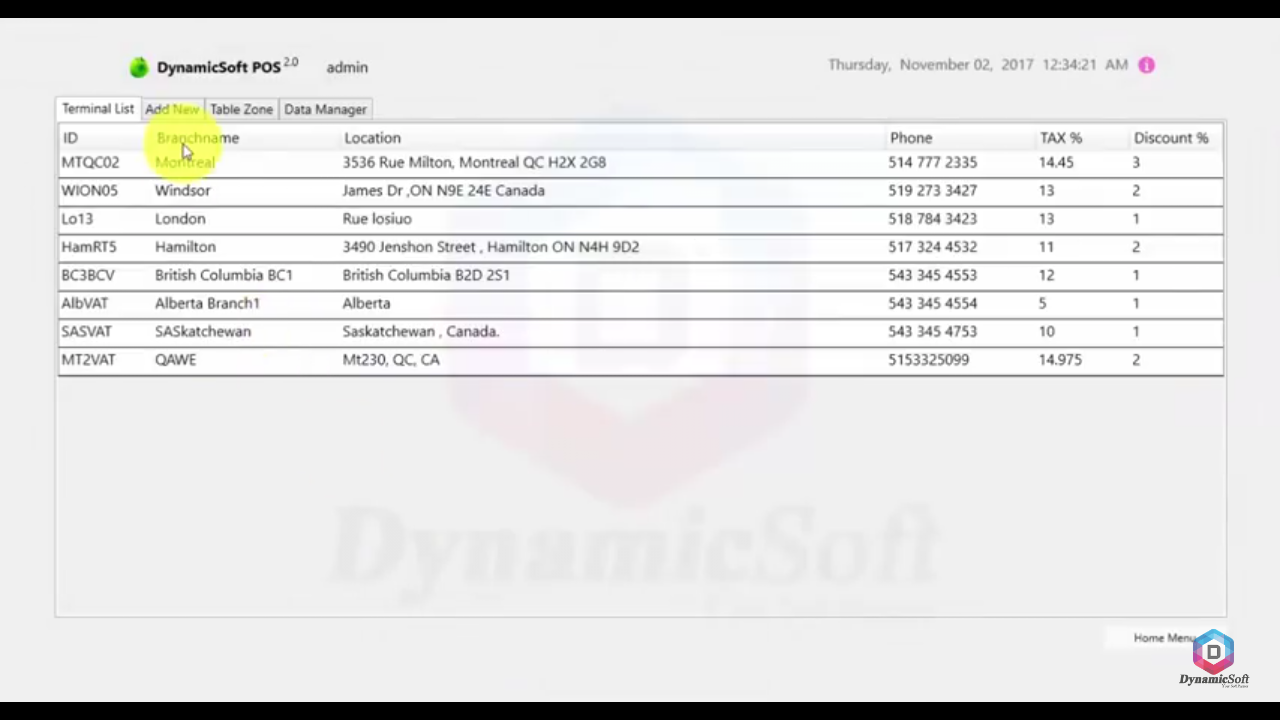 DynamicSoft POS 2.0 admin Thursday, November 02, 2017 12:34:21 AM
Terminal List Add New Table Zone Data Manager
ID Branchname Location Phone TAX % Discount %
MTQC02 Montreal 3536 Rue Milton, Montreal QC H2X 2G8 514 777 2335 14.45 3
WION05 Windsor James Dr ,ON N9E 24E Canada 519 273 3427 13 2
Lo13 London Rue losiuo 518 784 3423 13 1
HamRT5 Hamilton 3490 Jenshon Street , Hamilton ON N4H 9D2 517 324 4532 11 2
BC3BCV British Columbia BC1 British Columbia B2D 2S1 543 345 4553 12 1
AlbVAT Alberta Branch1 Alberta 543 345 4554 5 1
SASVAT SASkatchewan Saskatchewan , Canada. 543 345 4753 10 1
MT2VAT QAWE Mt230, QC, CA 5153325099 14.975 2
DynamicSoft
Home Menu
D
DynamicSoft